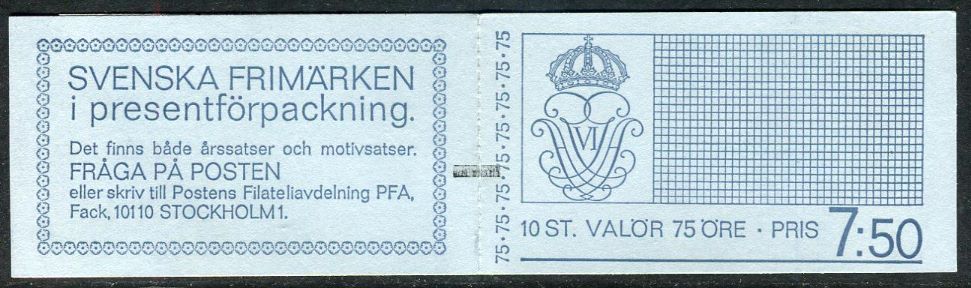 SVENSKA FRIMÄRKEN
i presentförpackning.
Det finns både årssatser och motivsatser.
FRÅGA PÅ POSTEN
eller skriv till Postens Filateliavdelning PFA,
Fack, 10110 STOCKHOLM 1.
75·75·75·75·75·75·75·75·75
VI
10 ST. VALÖR 75 ÖRE · PRIS 7:50